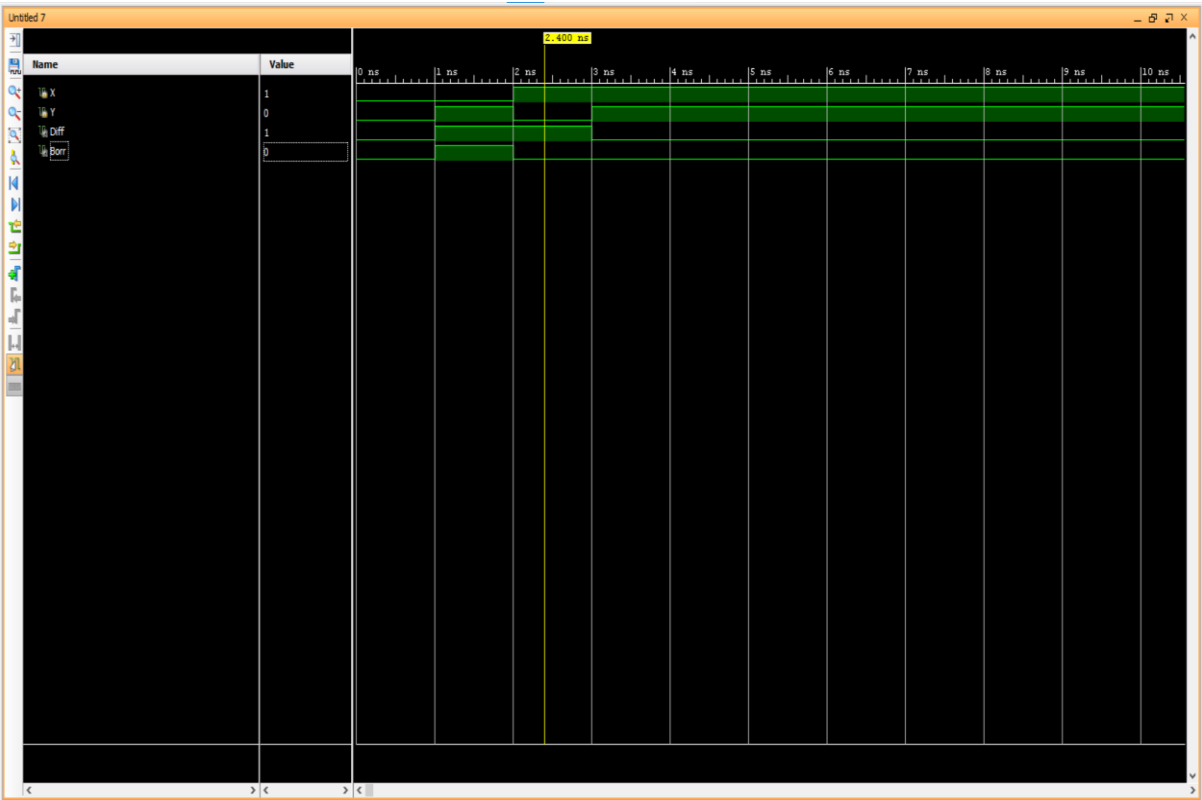 Untitled 7
2.400 ns
Name Value
0 ns 1 ns 2 ns 3 ns 4 ns 5 ns 6 ns 7 ns 8 ns 9 ns 10 ns
X 1
Y 0
Diff 1
Borr 0